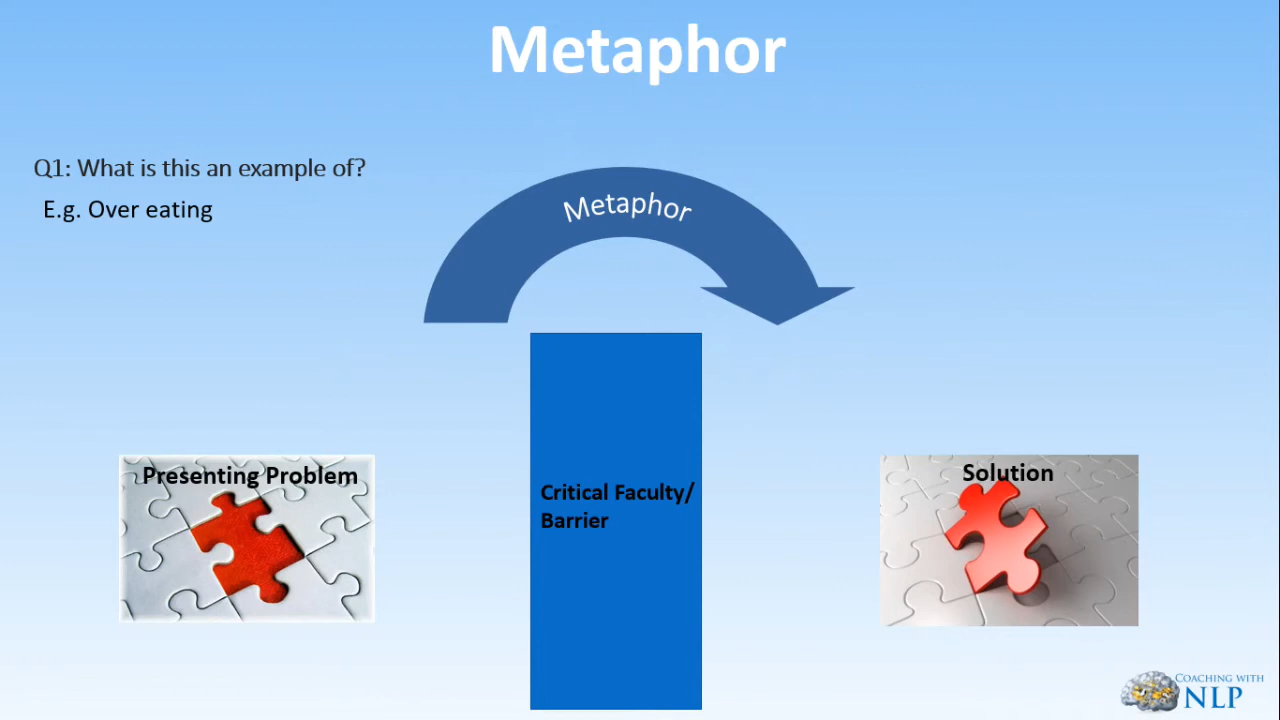 Metaphor
Q1: What is this an example of?
E.g. Over eating
Metaphor
Presenting Problem
Critical Faculty/
Barrier
Solution
COACHING WITH
NLP